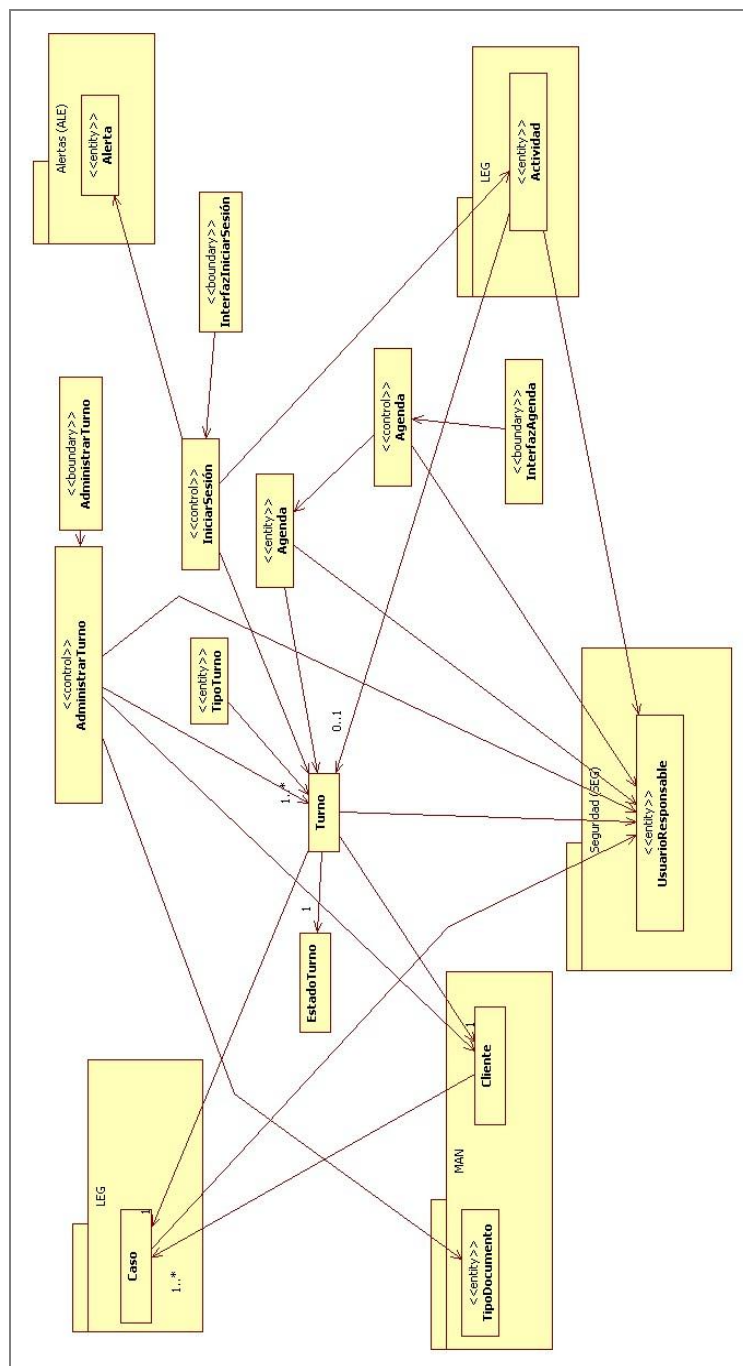 LEG
Caso
1
1..*
MAN
<<entity>>
TipoDocumento
Cliente
1
EstadoTurno
1
Turno
1..*
0..1
Seguridad (SEG)
<<entity>>
UsuarioResponsable
<<control>>
AdministrarTurno
<<boundary>>
AdministrarTurno
<<entity>>
TipoTurno
<<control>>
IniciarSesión
<<boundary>>
InterfazIniciarSesión
<<entity>>
Agenda
<<control>>
Agenda
<<boundary>>
InterfazAgenda
Alertas (ALE)
<<entity>>
Alerta
LEG
<<entity>>
Actividad